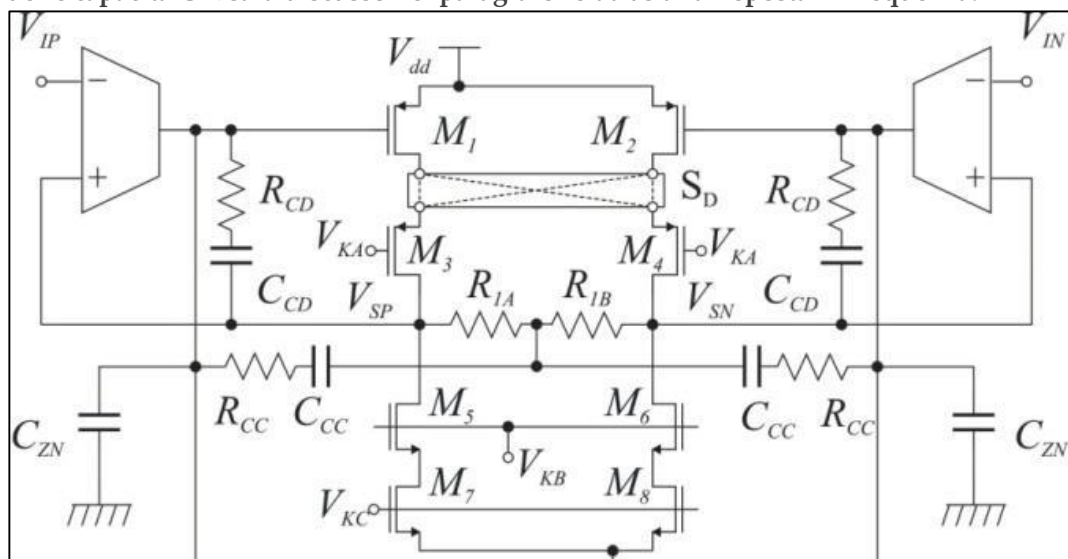 V_IP
V_IN
V_dd
−
−
M_1
M_2
+
+
R_CD
S_D
R_CD
V_KA
M_3
M_4
V_KA
C_CD
V_SP
R_1A
R_1B
V_SN
C_CD
R_CC
C_CC
M_5
M_6
C_CC
R_CC
C_ZN
V_KB
C_ZN
V_KC
M_7
M_8